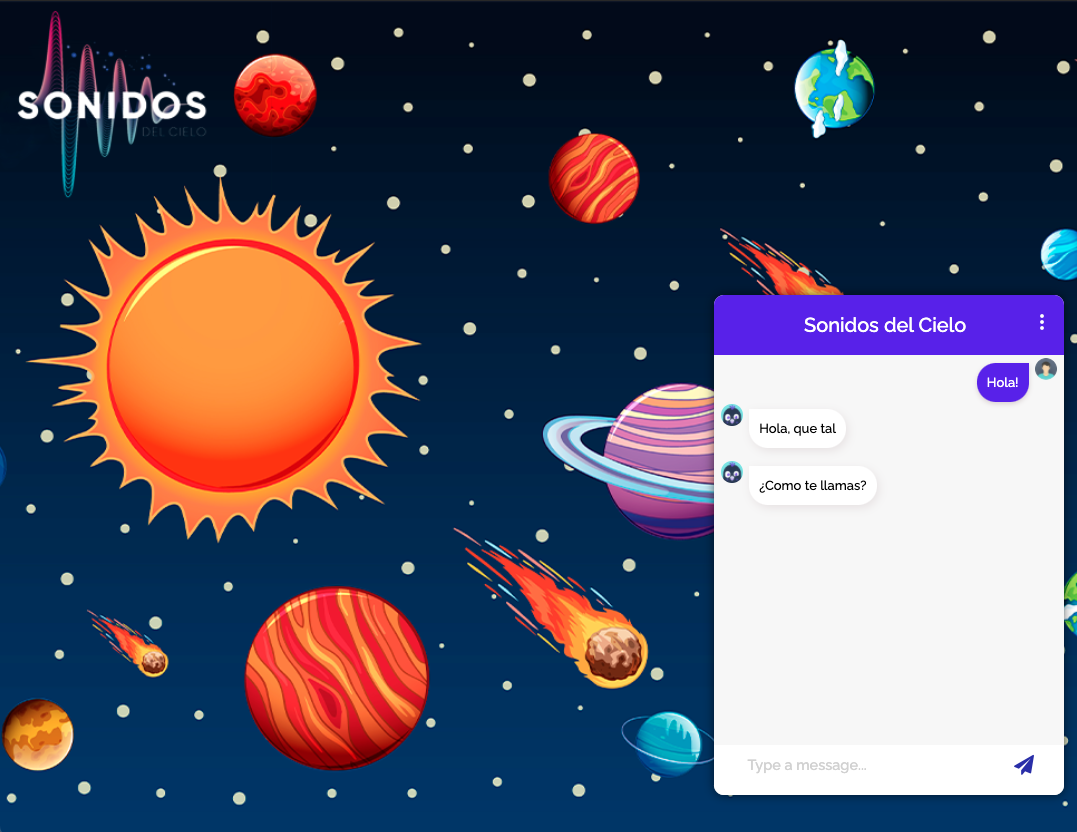 SONIDOS
DEL CIELO
Sonidos del Cielo
Hola!
Hola, que tal
¿Como te llamas?
Type a message...